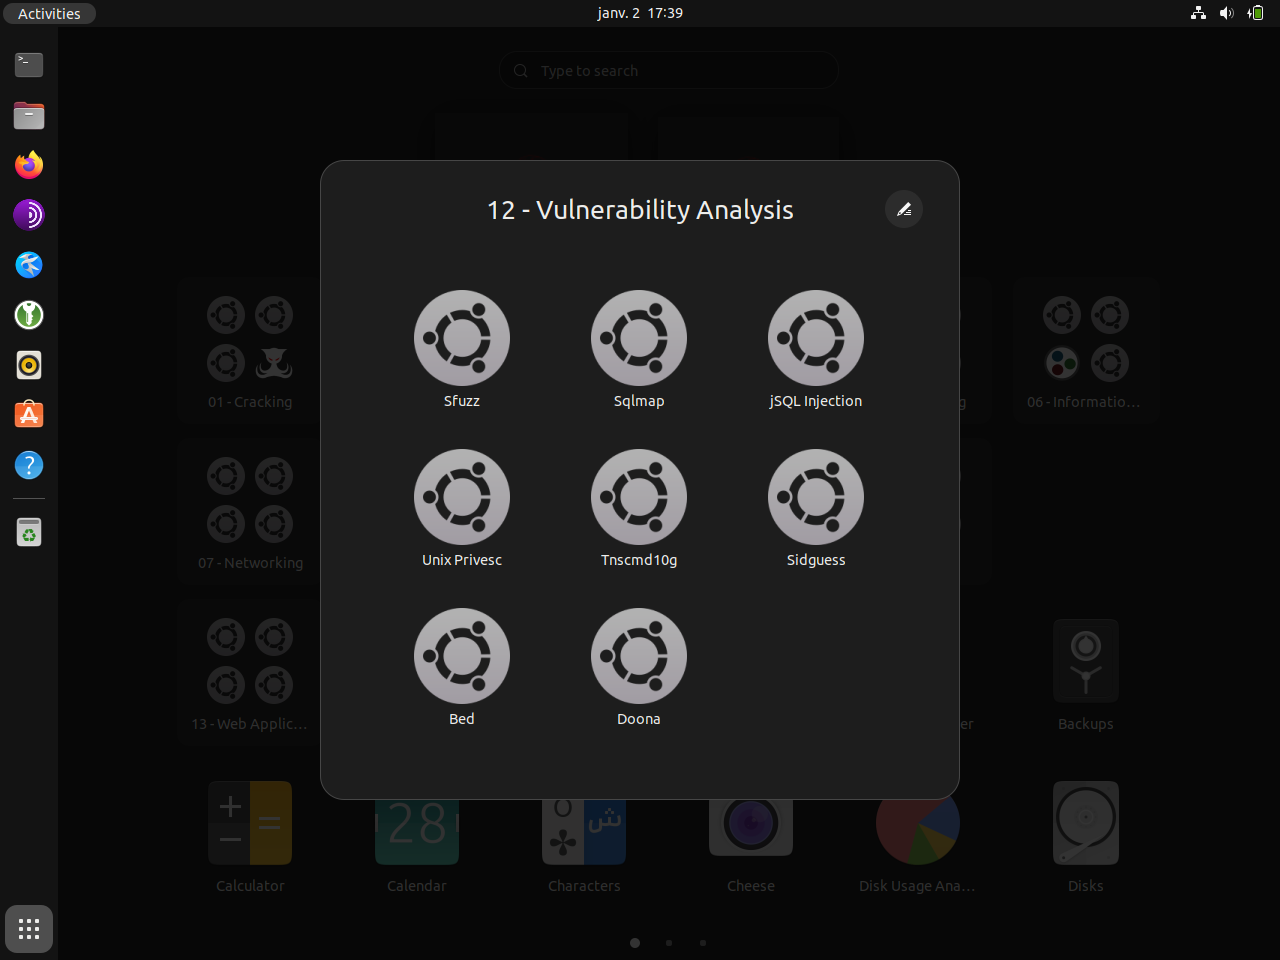 Activities
janv. 2 17:39
Type to search
12 - Vulnerability Analysis
Sfuzz
Sqlmap
jSQL Injection
01 - Cracking
g
06 - Informatio…
Unix Privesc
Tnscmd10g
Sidguess
07 - Networking
Bed
Doona
13 - Web Applic…
er
Backups
28
Calculator
Calendar
Characters
Cheese
Disk Usage Ana…
Disks